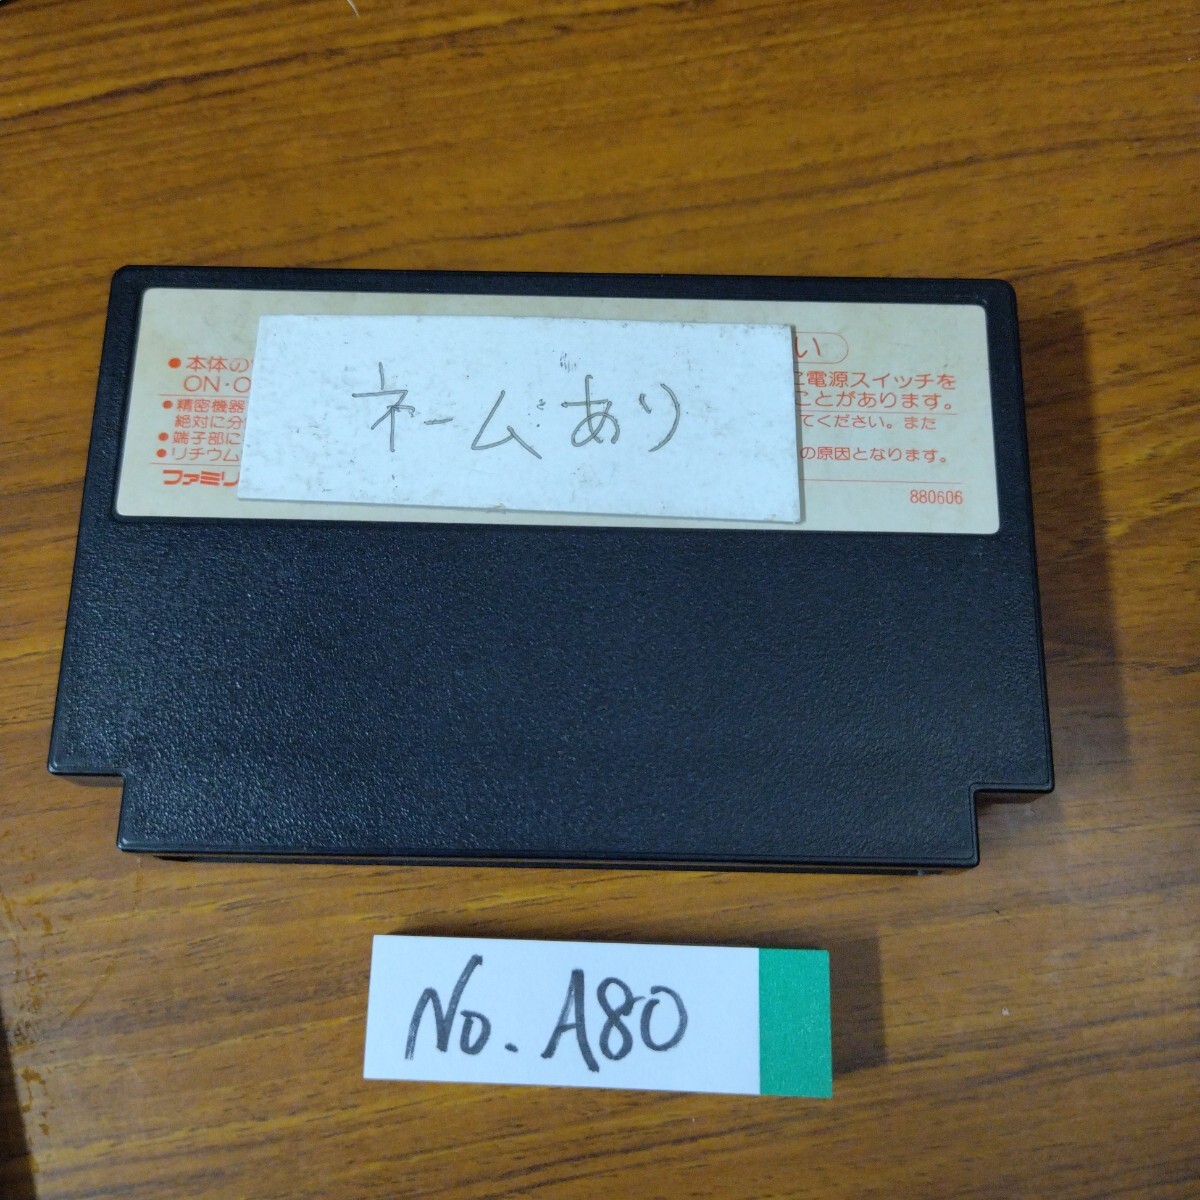 い
●本体の
ON・O
電源スイッチを
ことがあります。
●精密機器
絶対に分
てください。また
●端子部に
●リチウム
の原因となります。
ファミリ
880606
ネームあり
No. A80